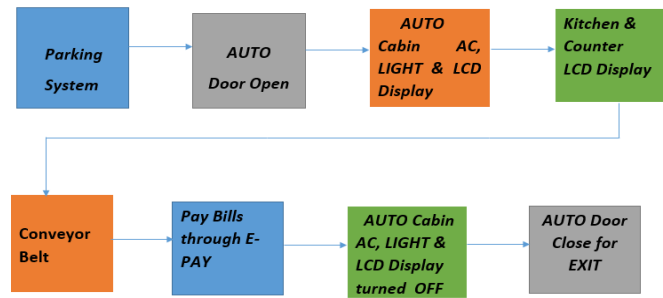 Parking
System
AUTO
Door Open
AUTO
Cabin AC,
LIGHT & LCD
Display
Kitchen &
Counter
LCD Display
Conveyor
Belt
Pay Bills
through E-
PAY
AUTO Cabin
AC, LIGHT &
LCD Display
turned OFF
AUTO Door
Close for
EXIT